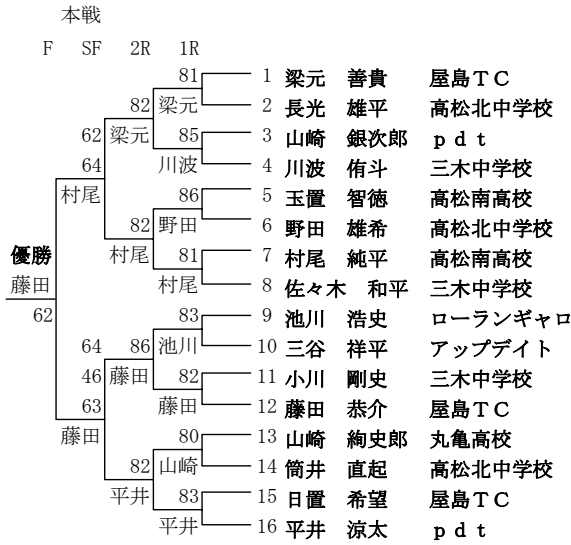 本戦
F SF 2R 1R
81 1 梁元 善貴 屋島ＴＣ
82 梁元 2 長光 雄平 高松北中学校
62 梁元 85 3 山崎 銀次郎 ｐｄｔ
64 川波 4 川波 侑斗 三木中学校
村尾 86 5 玉置 智徳 高松南高校
82 野田 6 野田 雄希 高松北中学校
優勝 村尾 81 7 村尾 純平 高松南高校
藤田 村尾 8 佐々木 和平 三木中学校
62 83 9 池川 浩史 ローランギャロ
64 86 池川 10 三谷 祥平 アップデイト
46 藤田 82 11 小川 剛史 三木中学校
63 藤田 12 藤田 恭介 屋島ＴＣ
藤田 80 13 山崎 絢史郎 丸亀高校
82 山崎 14 筒井 直起 高松北中学校
平井 83 15 日置 希望 屋島ＴＣ
平井 16 平井 涼太 ｐｄｔ